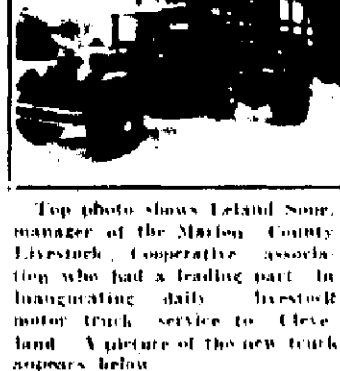 Top photo shows Leland Sour,
manager of the Marion County
Livestock Cooperative associa-
tion who had a leading part in
inaugurating daily livestock
motor truck service to Cleve-
land A picture of the new truck
appears below